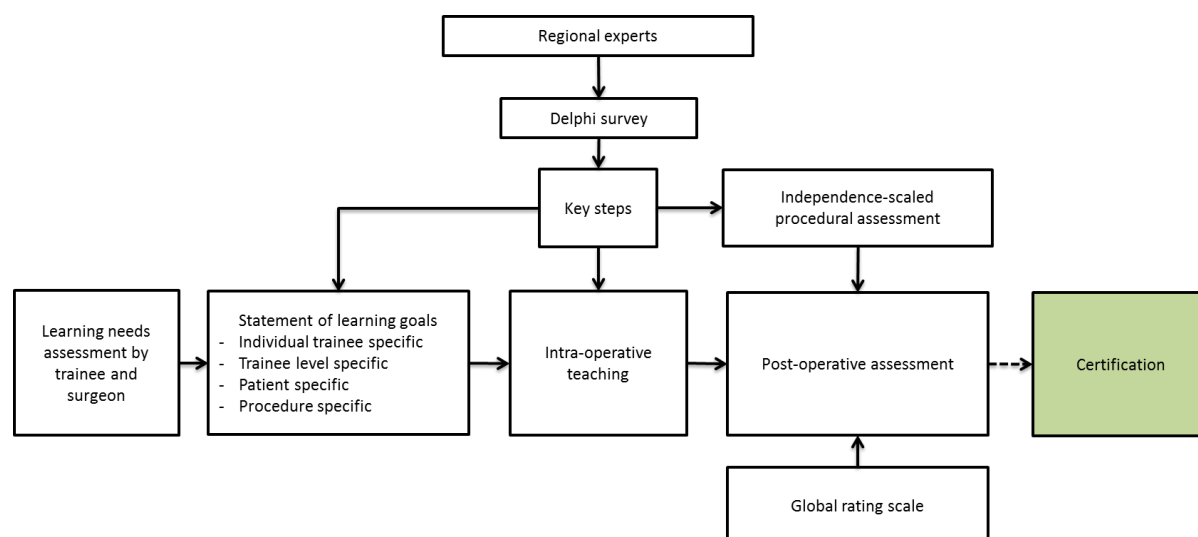 Regional experts
Delphi survey
Key steps
Independence-scaled
procedural assessment
Learning needs
assessment by
trainee and
surgeon
Statement of learning goals
- Individual trainee specific
- Trainee level specific
- Patient specific
- Procedure specific
Intra-operative
teaching
Post-operative assessment
Certification
Global rating scale